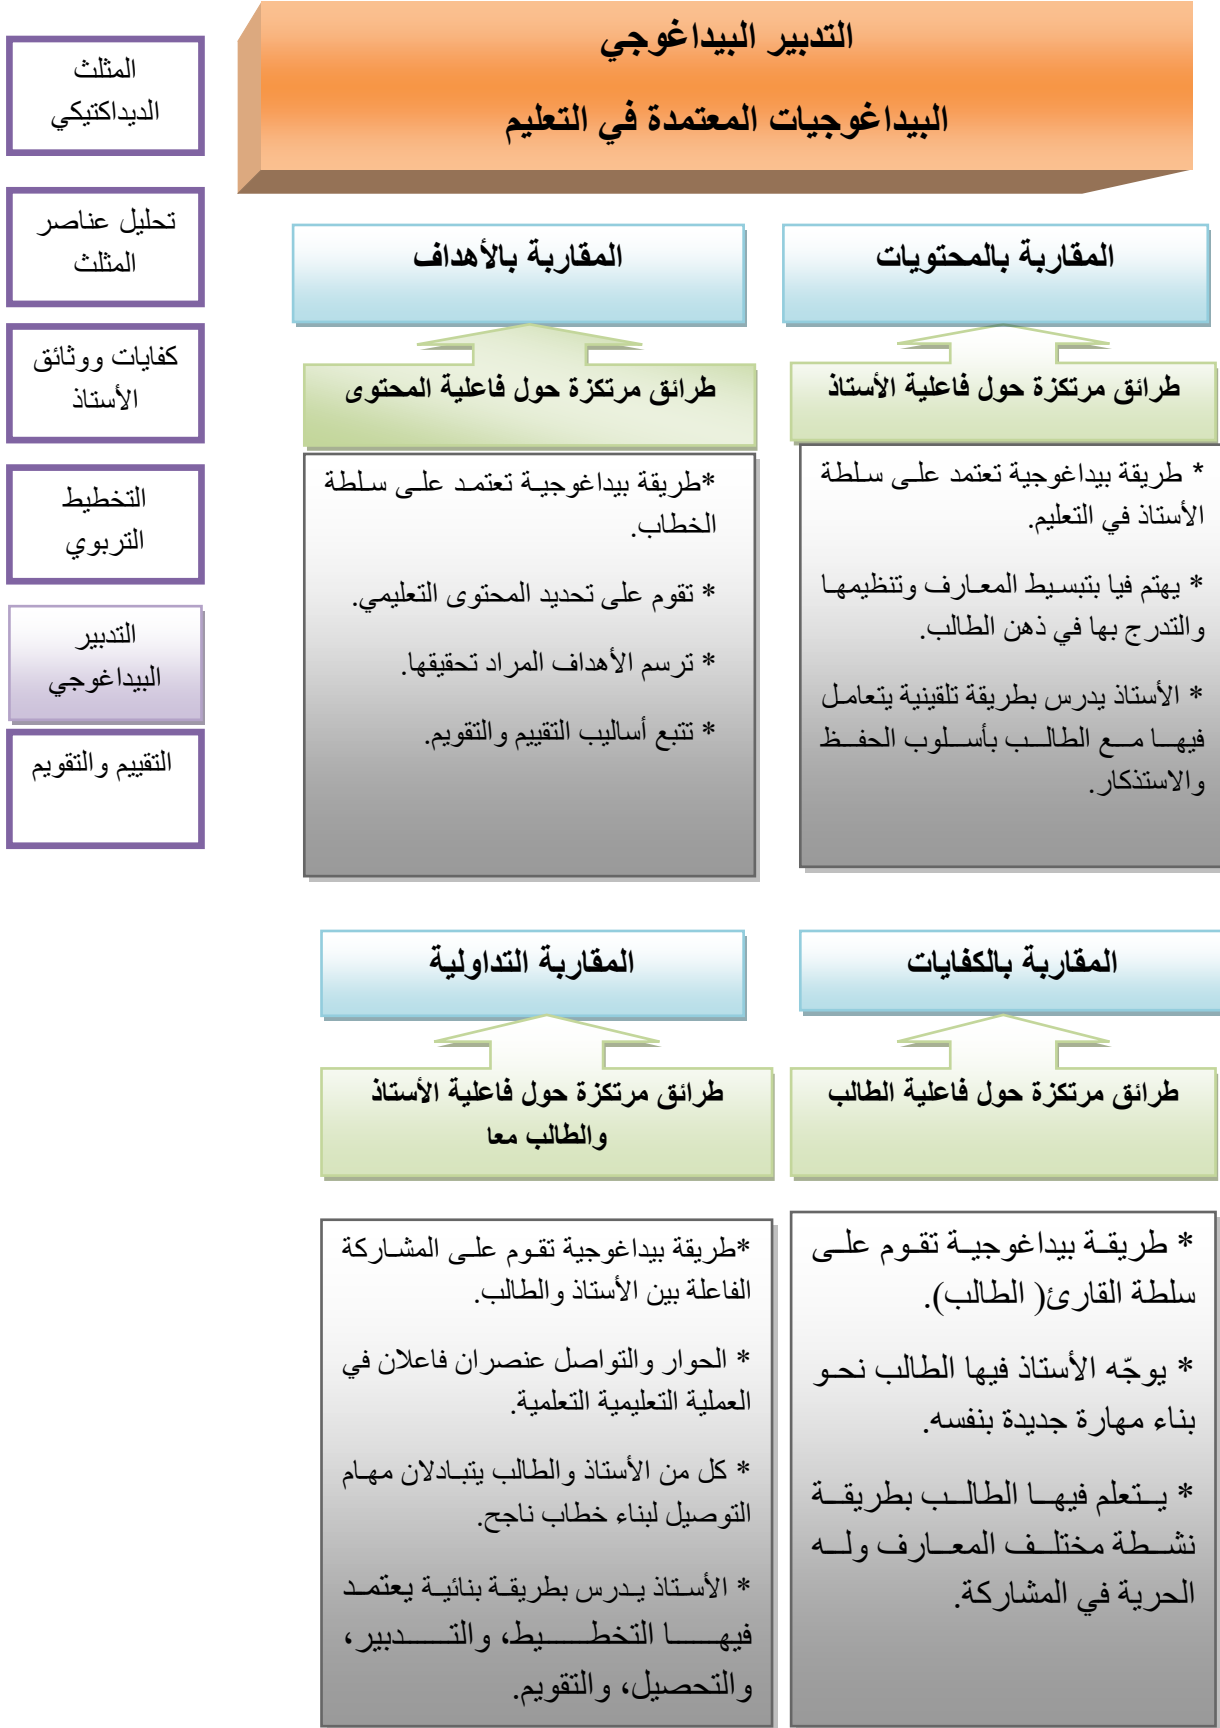 التدبير البيداغوجي
البيداغوجيات المعتمدة في التعليم
المثلث
الديداكتيكي
تحليل عناصر
المثلث
كفايات ووثائق
الأستاذ
التخطيط
التربوي
التدبير
البيداغوجي
التقييم والتقويم
المقاربة بالمحتويات
طرائق مرتكزة حول فاعلية الأستاذ
* طريقة بيداغوجية تعتمد على سلطة
الأستاذ في التعليم.
* يهتم فيا بتبسيط المعارف وتنظيمها
والتدرج بها في ذهن الطالب.
* الأستاذ يدرس بطريقة تلقينية يتعامل
فيها مع الطالب بأسلوب الحفظ
والاستذكار.
المقاربة بالأهداف
طرائق مرتكزة حول فاعلية المحتوى
*طريقة بيداغوجية تعتمد على سلطة
الخطاب.
* تقوم على تحديد المحتوى التعليمي.
* ترسم الأهداف المراد تحقيقها.
* تتبع أساليب التقييم والتقويم.
المقاربة بالكفايات
طرائق مرتكزة حول فاعلية الطالب
* طريقة بيداغوجية تقوم على
سلطة القارئ( الطالب).
* يوجّه الأستاذ فيها الطالب نحو
بناء مهارة جديدة بنفسه.
* يتعلم فيها الطالب بطريقة
نشطة مختلف المعارف وله
الحرية في المشاركة.
المقاربة التداولية
طرائق مرتكزة حول فاعلية الأستاذ
والطالب معا
*طريقة بيداغوجية تقوم على المشاركة
الفاعلة بين الأستاذ والطالب.
* الحوار والتواصل عنصران فاعلان في
العملية التعليمية التعلمية.
* كل من الأستاذ والطالب يتبادلان مهام
التوصيل لبناء خطاب ناجح.
* الأستاذ يدرس بطريقة بنائية يعتمد
فيها التخطيط، والتدبير،
والتحصيل، والتقويم.